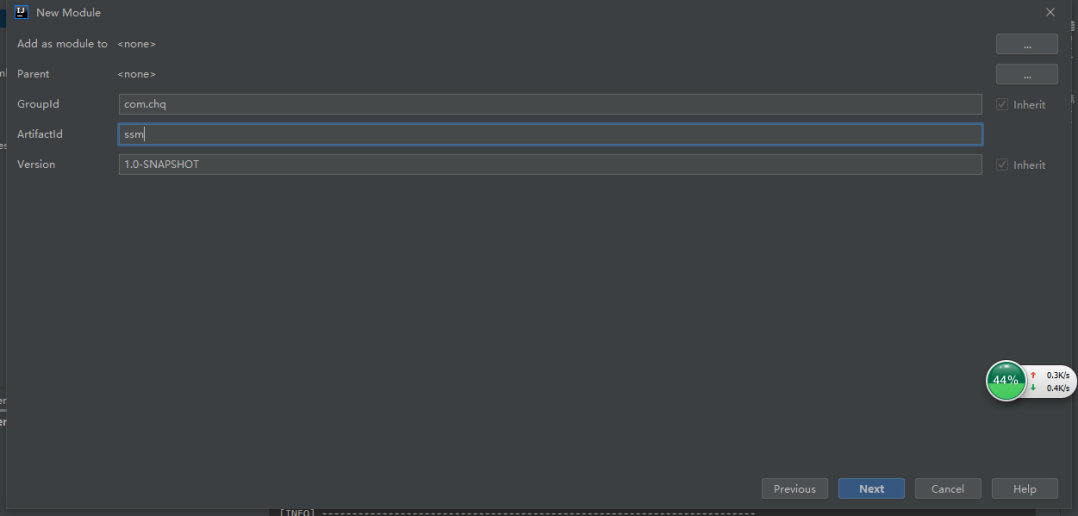 New Module
Add as module to <none>
...
Parent <none>
...
GroupId com.chq Inherit
ArtifactId ssm
Version 1.0-SNAPSHOT Inherit
44% 0.3K/s
0.4K/s
Previous Next Cancel Help
[INFO] ------------------------------------------------------------------------